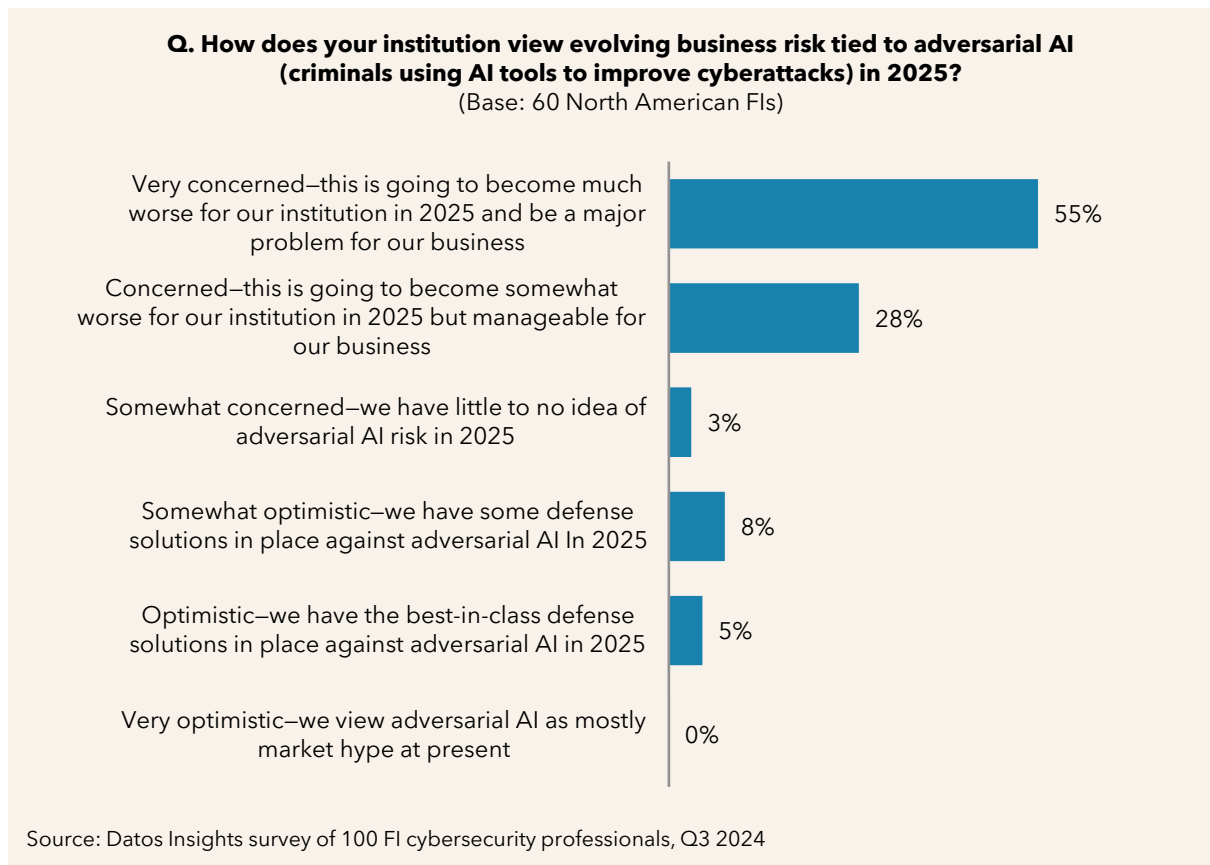 Q. How does your institution view evolving business risk tied to adversarial AI
(criminals using AI tools to improve cyberattacks) in 2025?
(Base: 60 North American FIs)
Very concerned—this is going to become much
worse for our institution in 2025 and be a major
problem for our business
55%
Concerned—this is going to become somewhat
worse for our institution in 2025 but manageable for
our business
28%
Somewhat concerned—we have little to no idea of
adversarial AI risk in 2025
3%
Somewhat optimistic—we have some defense
solutions in place against adversarial AI In 2025
8%
Optimistic—we have the best-in-class defense
solutions in place against adversarial AI in 2025
5%
Very optimistic—we view adversarial AI as mostly
market hype at present
0%
Source: Datos Insights survey of 100 FI cybersecurity professionals, Q3 2024